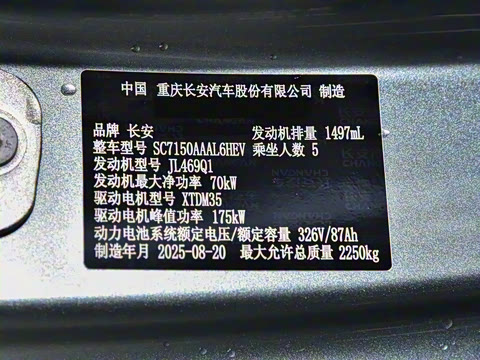 中国 重庆长安汽车股份有限公司 制造
品牌 长安 发动机排量 1497mL
整车型号 SC7150AAAL6HEV 乘坐人数 5
发动机型号 JL469Q1
发动机最大净功率 70kW
驱动电机型号 XTDM35
驱动电机峰值功率 175kW
动力电池系统额定电压/额定容量 326V/87Ah
制造年月 2025-08-20 最大允许总质量 2250kg